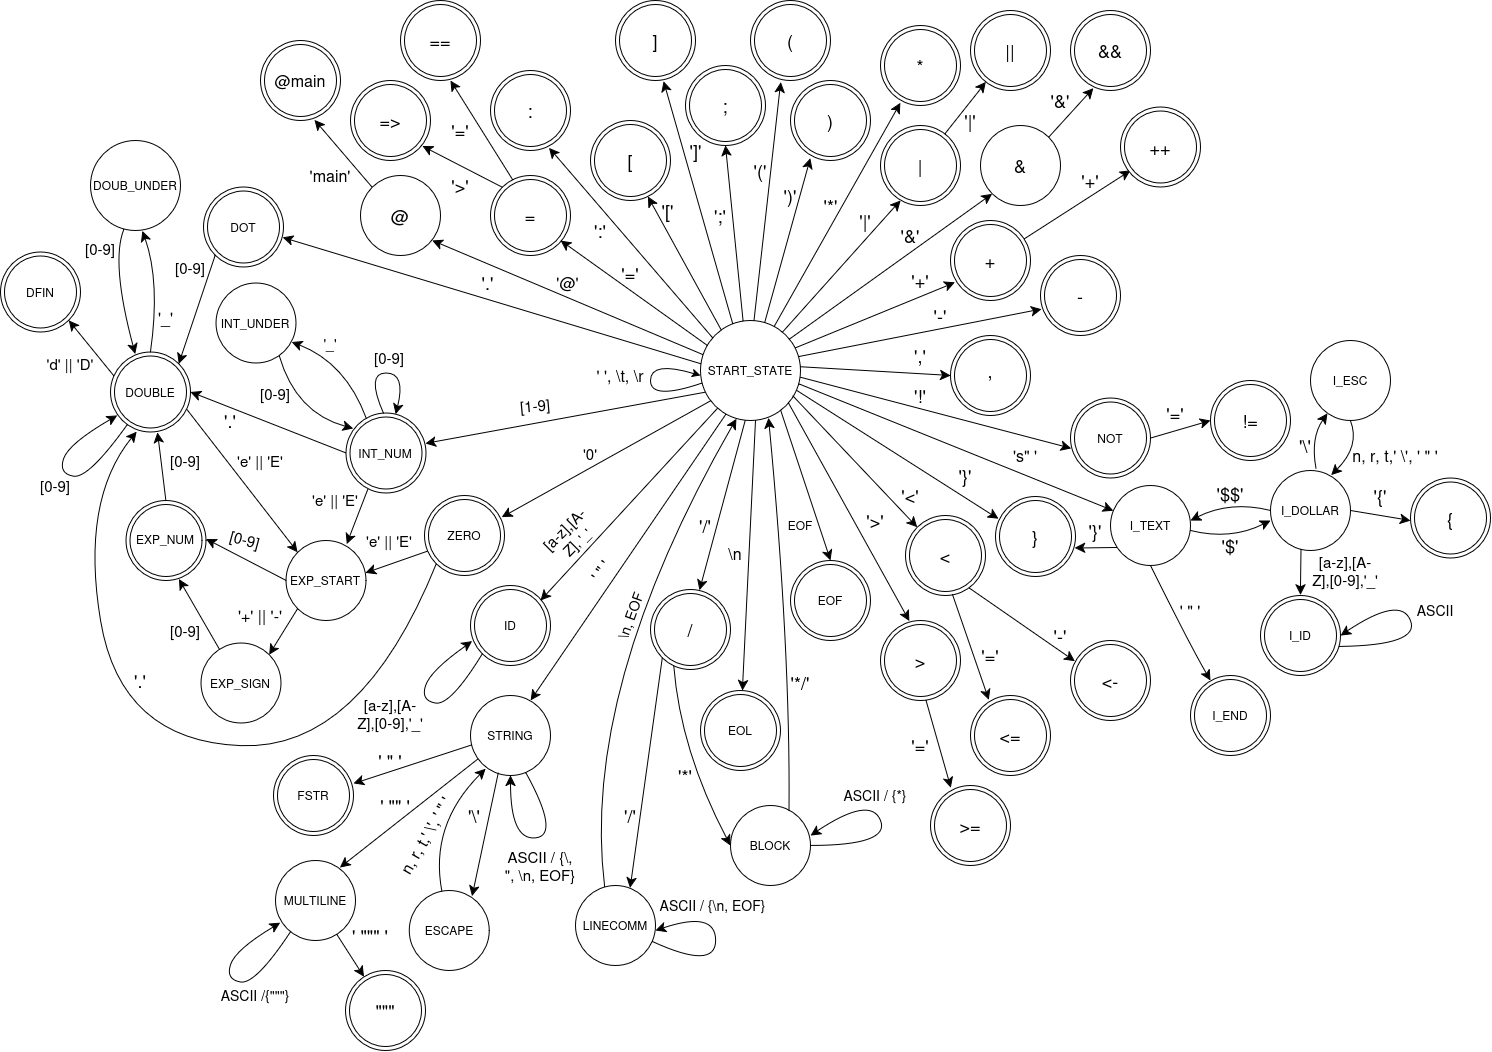 ==
]
(
*
||
&&
@main
=>
:
;
)
'|'
'&'
++
'='
[
|
&
'main'
'>'
']'
'('
'*'
'+'
DOUB_UNDER
@
=
'['
';'
')'
'|'
'&'
DOT
':'
+
[0-9]
[0-9]
'.'
'@'
'='
'+'
-
DFIN
'_'
INT_UNDER
'_'
'-'
'd' || 'D'
[0-9]
' ', \t, \r
START_STATE
','
,
I_ESC
DOUBLE
[0-9]
[1-9]
'!'
'='
!=
'.'
INT_NUM
NOT
'\'
n, r, t,' \', ' " '
[0-9]
[0-9]
'e' || 'E'
'0'
's" '
'}'
'$$'
I_DOLLAR
'{'
{
'e' || 'E'
'<'
I_TEXT
'$'
EXP_NUM
[0-9]
'e' || 'E'
ZERO
[a-z],[A-
Z],'_'
'/'
EOF
'>'
}
'}'
\n
' " '
<
[a-z],[A-
Z],[0-9],'_'
EXP_START
EOF
'+' || '-'
[0-9]
ID
\n, EOF
/
' " '
ASCII
I_ID
'-'
>
'='
EXP_SIGN
'.'
'*/'
<-
[a-z],[A-
Z],[0-9],'_'
STRING
EOL
'='
<=
I_END
' " '
'*'
FSTR
' "" '
n, r, t,' \', ' " '
'\'
'/'
ASCII / {*}
>=
ASCII / {\,
", \n, EOF}
BLOCK
MULTILINE
ESCAPE
LINECOMM
ASCII / {\n, EOF}
' """ '
ASCII /{"""}
"""